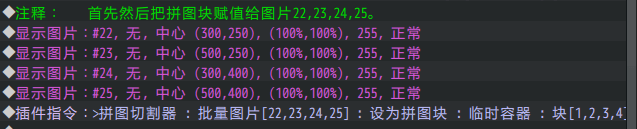 ◆注释： 首先然后把拼图块赋值给图片22,23,24,25。
◆显示图片：#22, 无, 中心 (300,250), (100%,100%), 255, 正常
◆显示图片：#23, 无, 中心 (500,250), (100%,100%), 255, 正常
◆显示图片：#24, 无, 中心 (300,400), (100%,100%), 255, 正常
◆显示图片：#25, 无, 中心 (500,400), (100%,100%), 255, 正常
◆插件指令：>拼图切割器 : 批量图片[22,23,24,25] : 设为拼图块 : 临时容器 : 块[1,2,3,4]